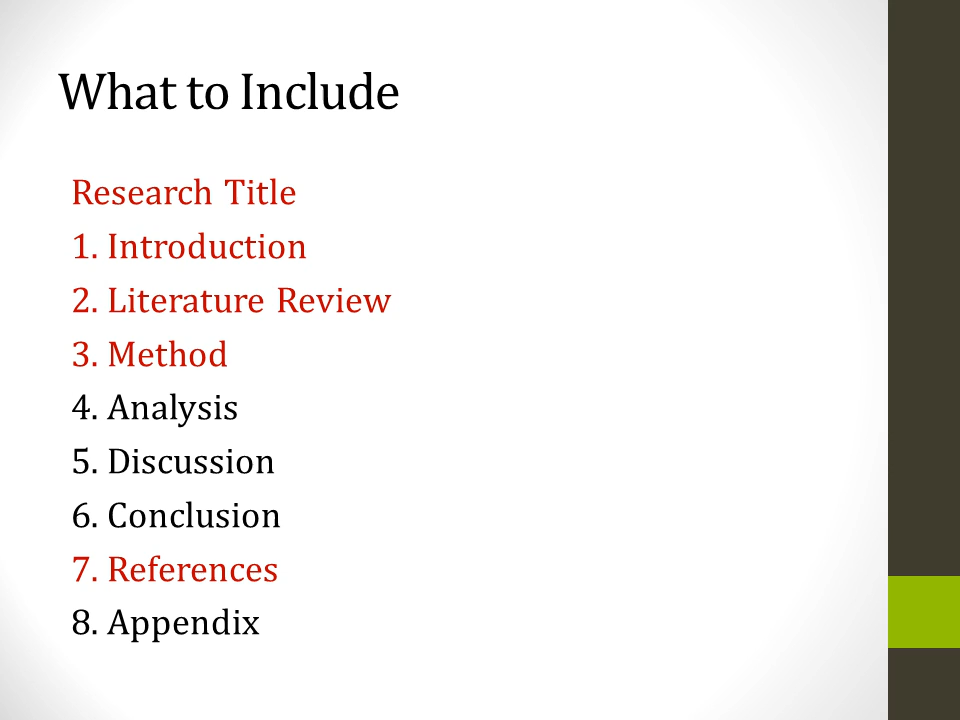 What to Include
Research Title
1. Introduction
2. Literature Review
3. Method
4. Analysis
5. Discussion
6. Conclusion
7. References
8. Appendix